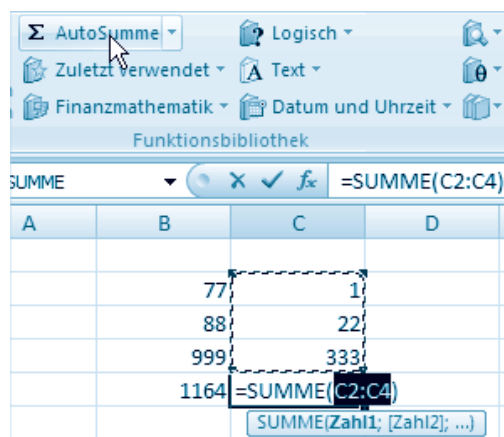 Σ AutoSumme Logisch
Zuletzt verwendet A Text θ
Finanzmathematik Datum und Uhrzeit
Funktionsbibliothek
SUMME fx =SUMME(C2:C4)
A B C D
77 1
88 22
999 333
1164 =SUMME(C2:C4)
SUMME(Zahl1; [Zahl2]; ...)